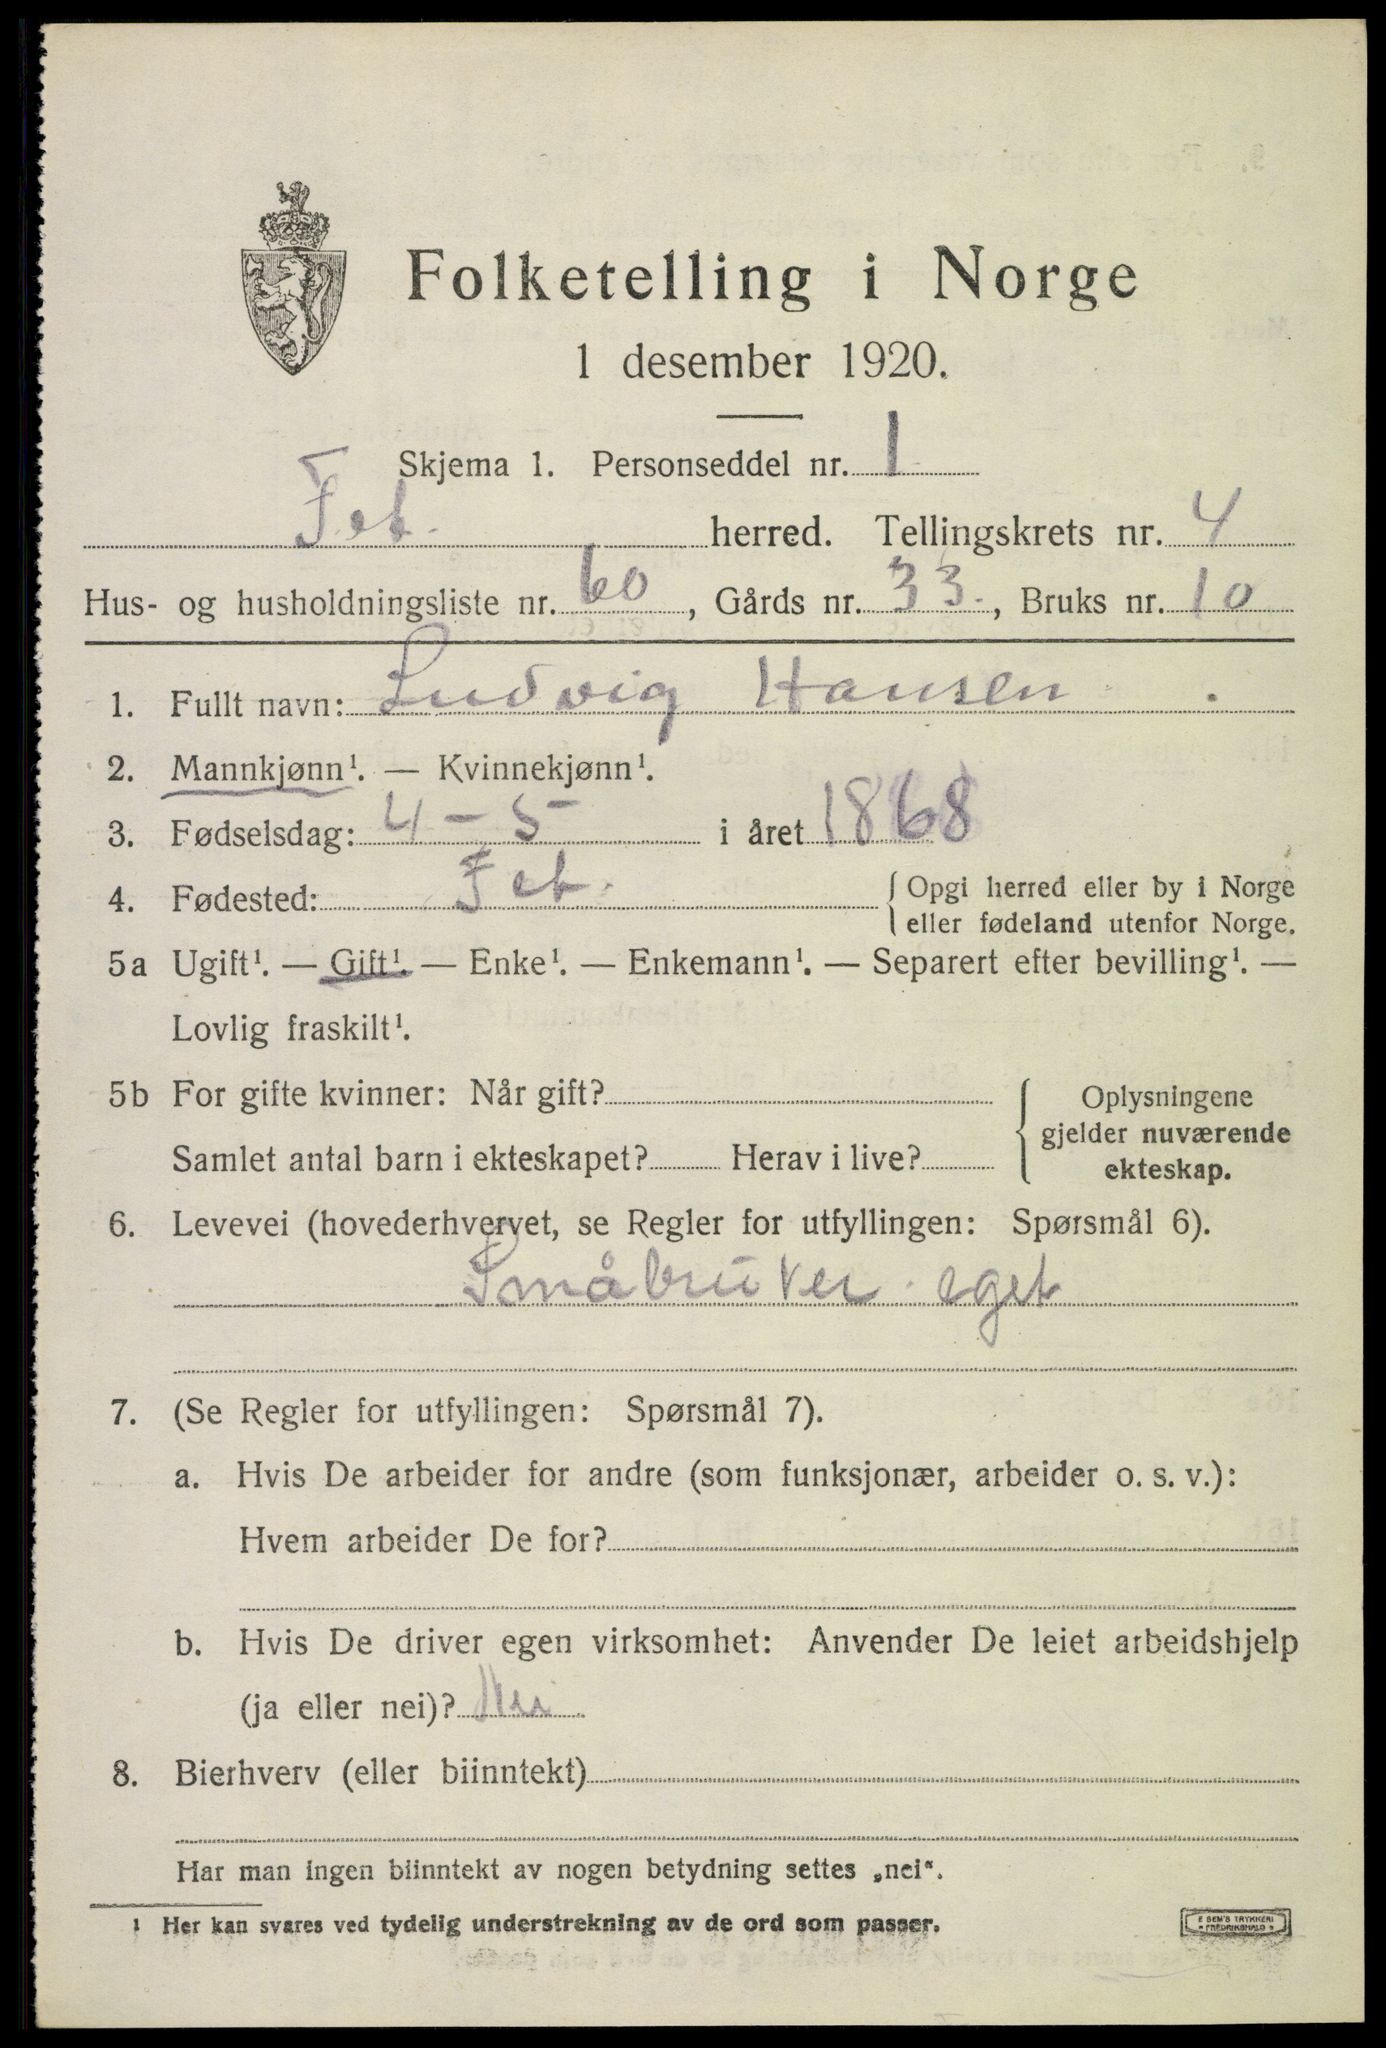 Folketelling i Norge
1 desember 1920.
Skjema 1. Personseddel nr. 1
Fet. herred. Tellingskrets nr. 4
Hus- og husholdningsliste nr. 60, Gårds nr. 33., Bruks nr. 10
1. Fullt navn: Ludvig Hansen.
2. Mannkjønn¹. — Kvinnekjønn¹.
3. Fødselsdag: 4 - 5 i året 1868
4. Fødested: Fet. { Opgi herred eller by i Norge
eller fødeland utenfor Norge.
5a Ugift¹. — Gift¹. — Enke¹. — Enkemann¹. — Separert efter bevilling¹. —
Lovlig fraskilt¹.
5b For gifte kvinner: Når gift? { Oplysningene
gjelder nuværende
Samlet antal barn i ekteskapet? Herav i live?
ekteskap.
6. Levevei (hovederhvervet, se Regler for utfyllingen: Spørsmål 6).
Småbruker eget
7. (Se Regler for utfyllingen: Spørsmål 7).
a. Hvis De arbeider for andre (som funksjonær, arbeider o. s. v.):
Hvem arbeider De for?
b. Hvis De driver egen virksomhet: Anvender De leiet arbeidshjelp
(ja eller nei)? Nei
8. Bierhverv (eller biinntekt)
Har man ingen biinntekt av nogen betydning settes „nei“.
1 Her kan svares ved tydelig understrekning av de ord som passer.
E SEM'S TRYKKERI
FREDRIKSHALD